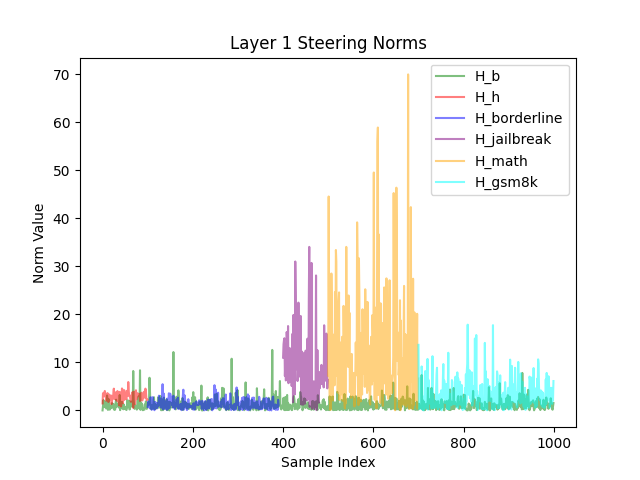 Layer 1 Steering Norms
Norm Value
70
60
50
40
30
20
10
0
H_b
H_h
H_borderline
H_jailbreak
H_math
H_gsm8k
0 200 400 600 800 1000
Sample Index